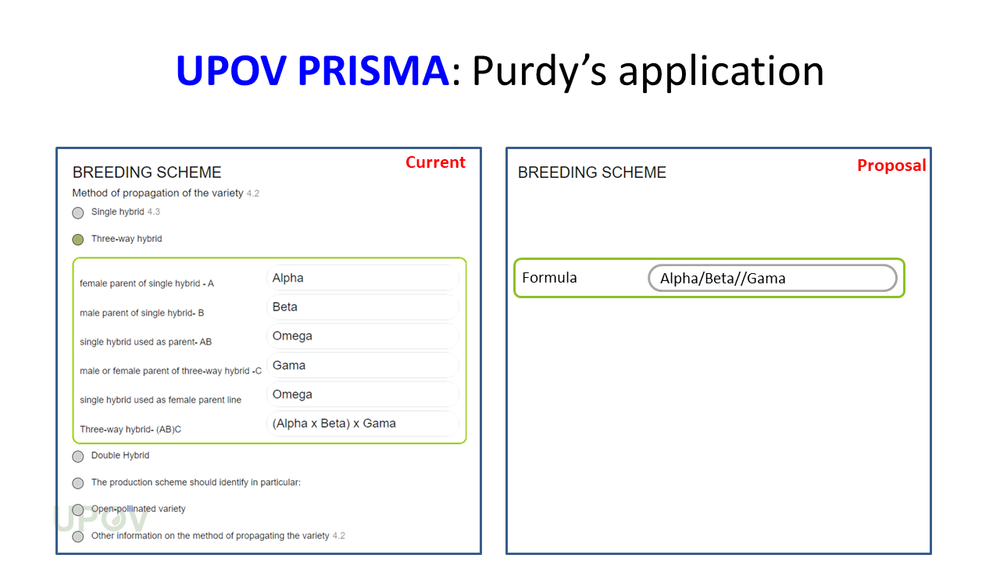 UPOV PRISMA: Purdy’s application
Current
BREEDING SCHEME
Method of propagation of the variety 4.2
Single hybrid 4.3
Three-way hybrid
female parent of single hybrid - A Alpha
male parent of single hybrid- B Beta
single hybrid used as parent- AB Omega
male or female parent of three-way hybrid -C Gama
single hybrid used as female parent line Omega
Three-way hybrid- (AB)C (Alpha x Beta) x Gama
Double Hybrid
The production scheme should identify in particular:
Open-pollinated variety
Other information on the method of propagating the variety 4.2
UPOV
Proposal
BREEDING SCHEME
Formula Alpha/Beta//Gama